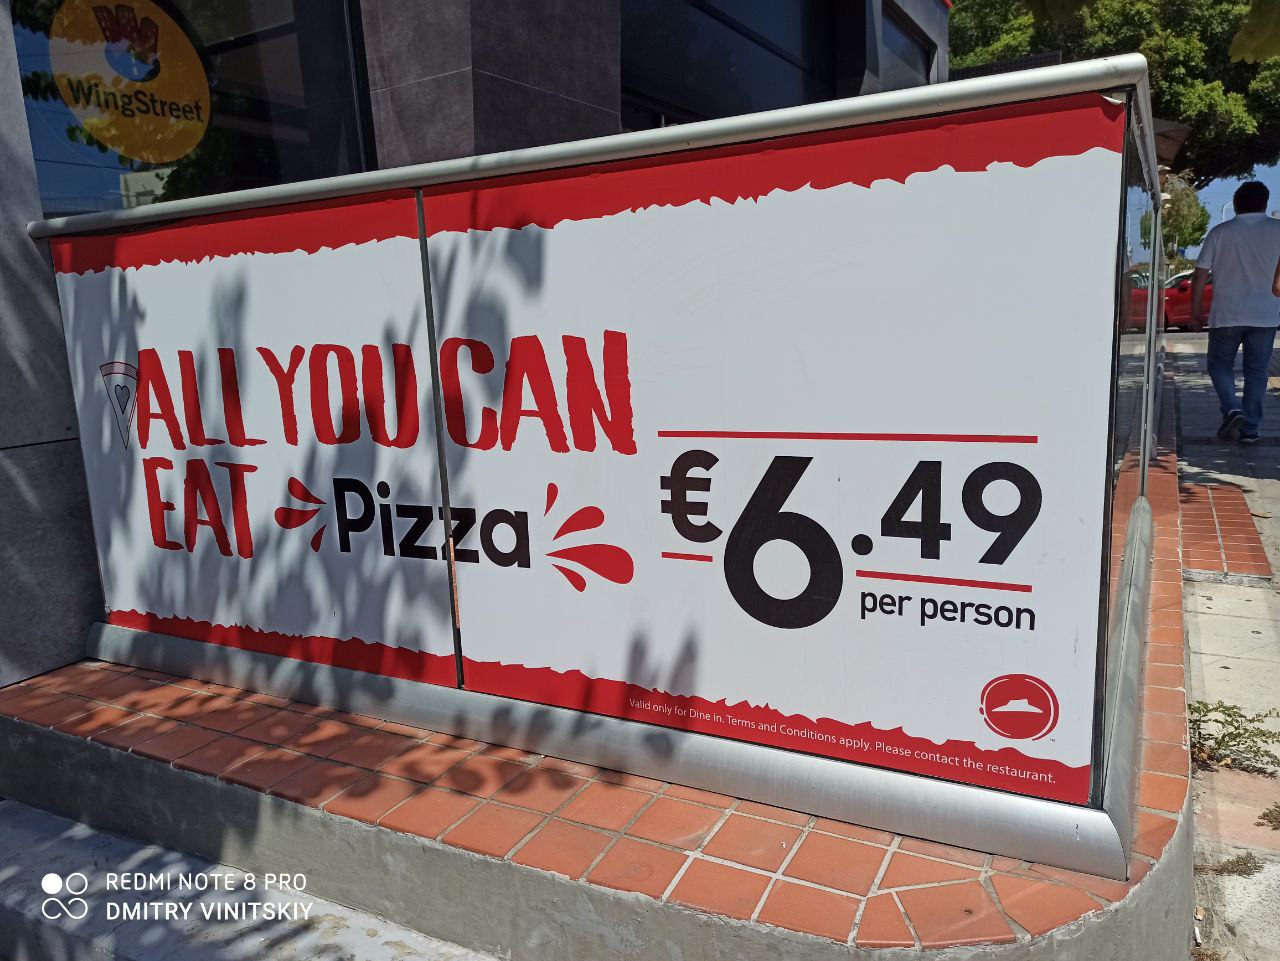 WingStreet
ALL YOU CAN
EAT Pizza
€6.49
per person
Valid only for Dine in. Terms and Conditions apply. Please contact the restaurant.
REDMI NOTE 8 PRO
DMITRY VINITSKIY